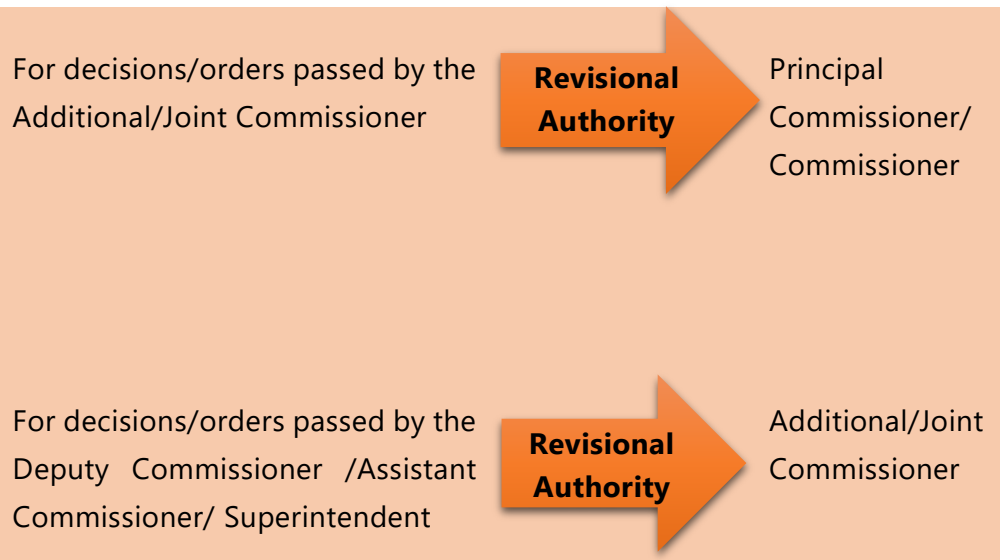 For decisions/orders passed by the
Additional/Joint Commissioner
Revisional
Authority
Principal
Commissioner/
Commissioner
For decisions/orders passed by the
Deputy Commissioner /Assistant
Commissioner/ Superintendent
Revisional
Authority
Additional/Joint
Commissioner